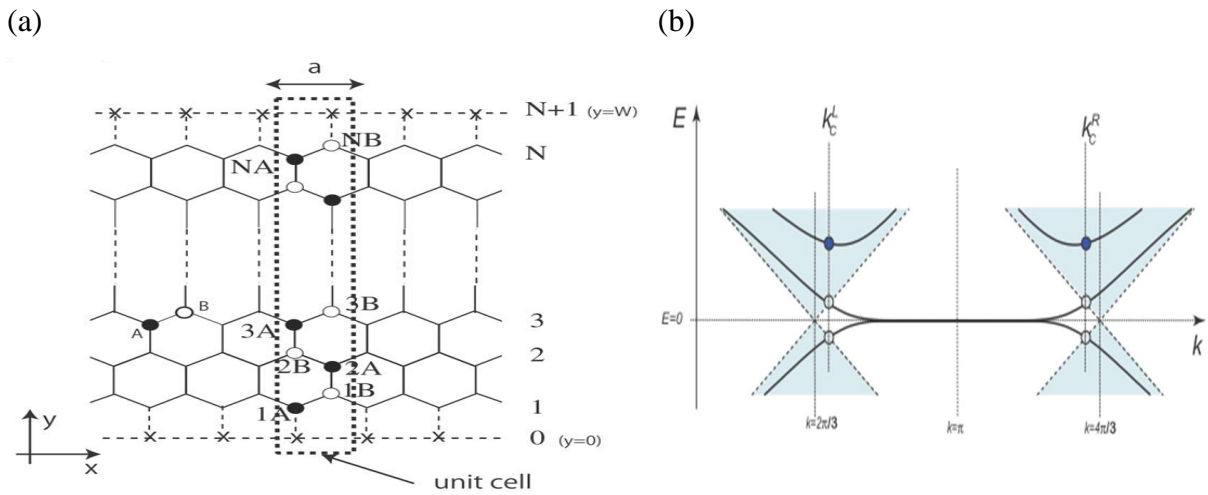 (a)
(b)
a
N+1 (y=W)
NB
N
NA
B
3B
A
3A
3
2
2B
2A
1B
1A
1
0 (y=0)
y
x
unit cell
E
k_c^L
k_c^R
E=0
k
k=2π/3
k=π
k=4π/3